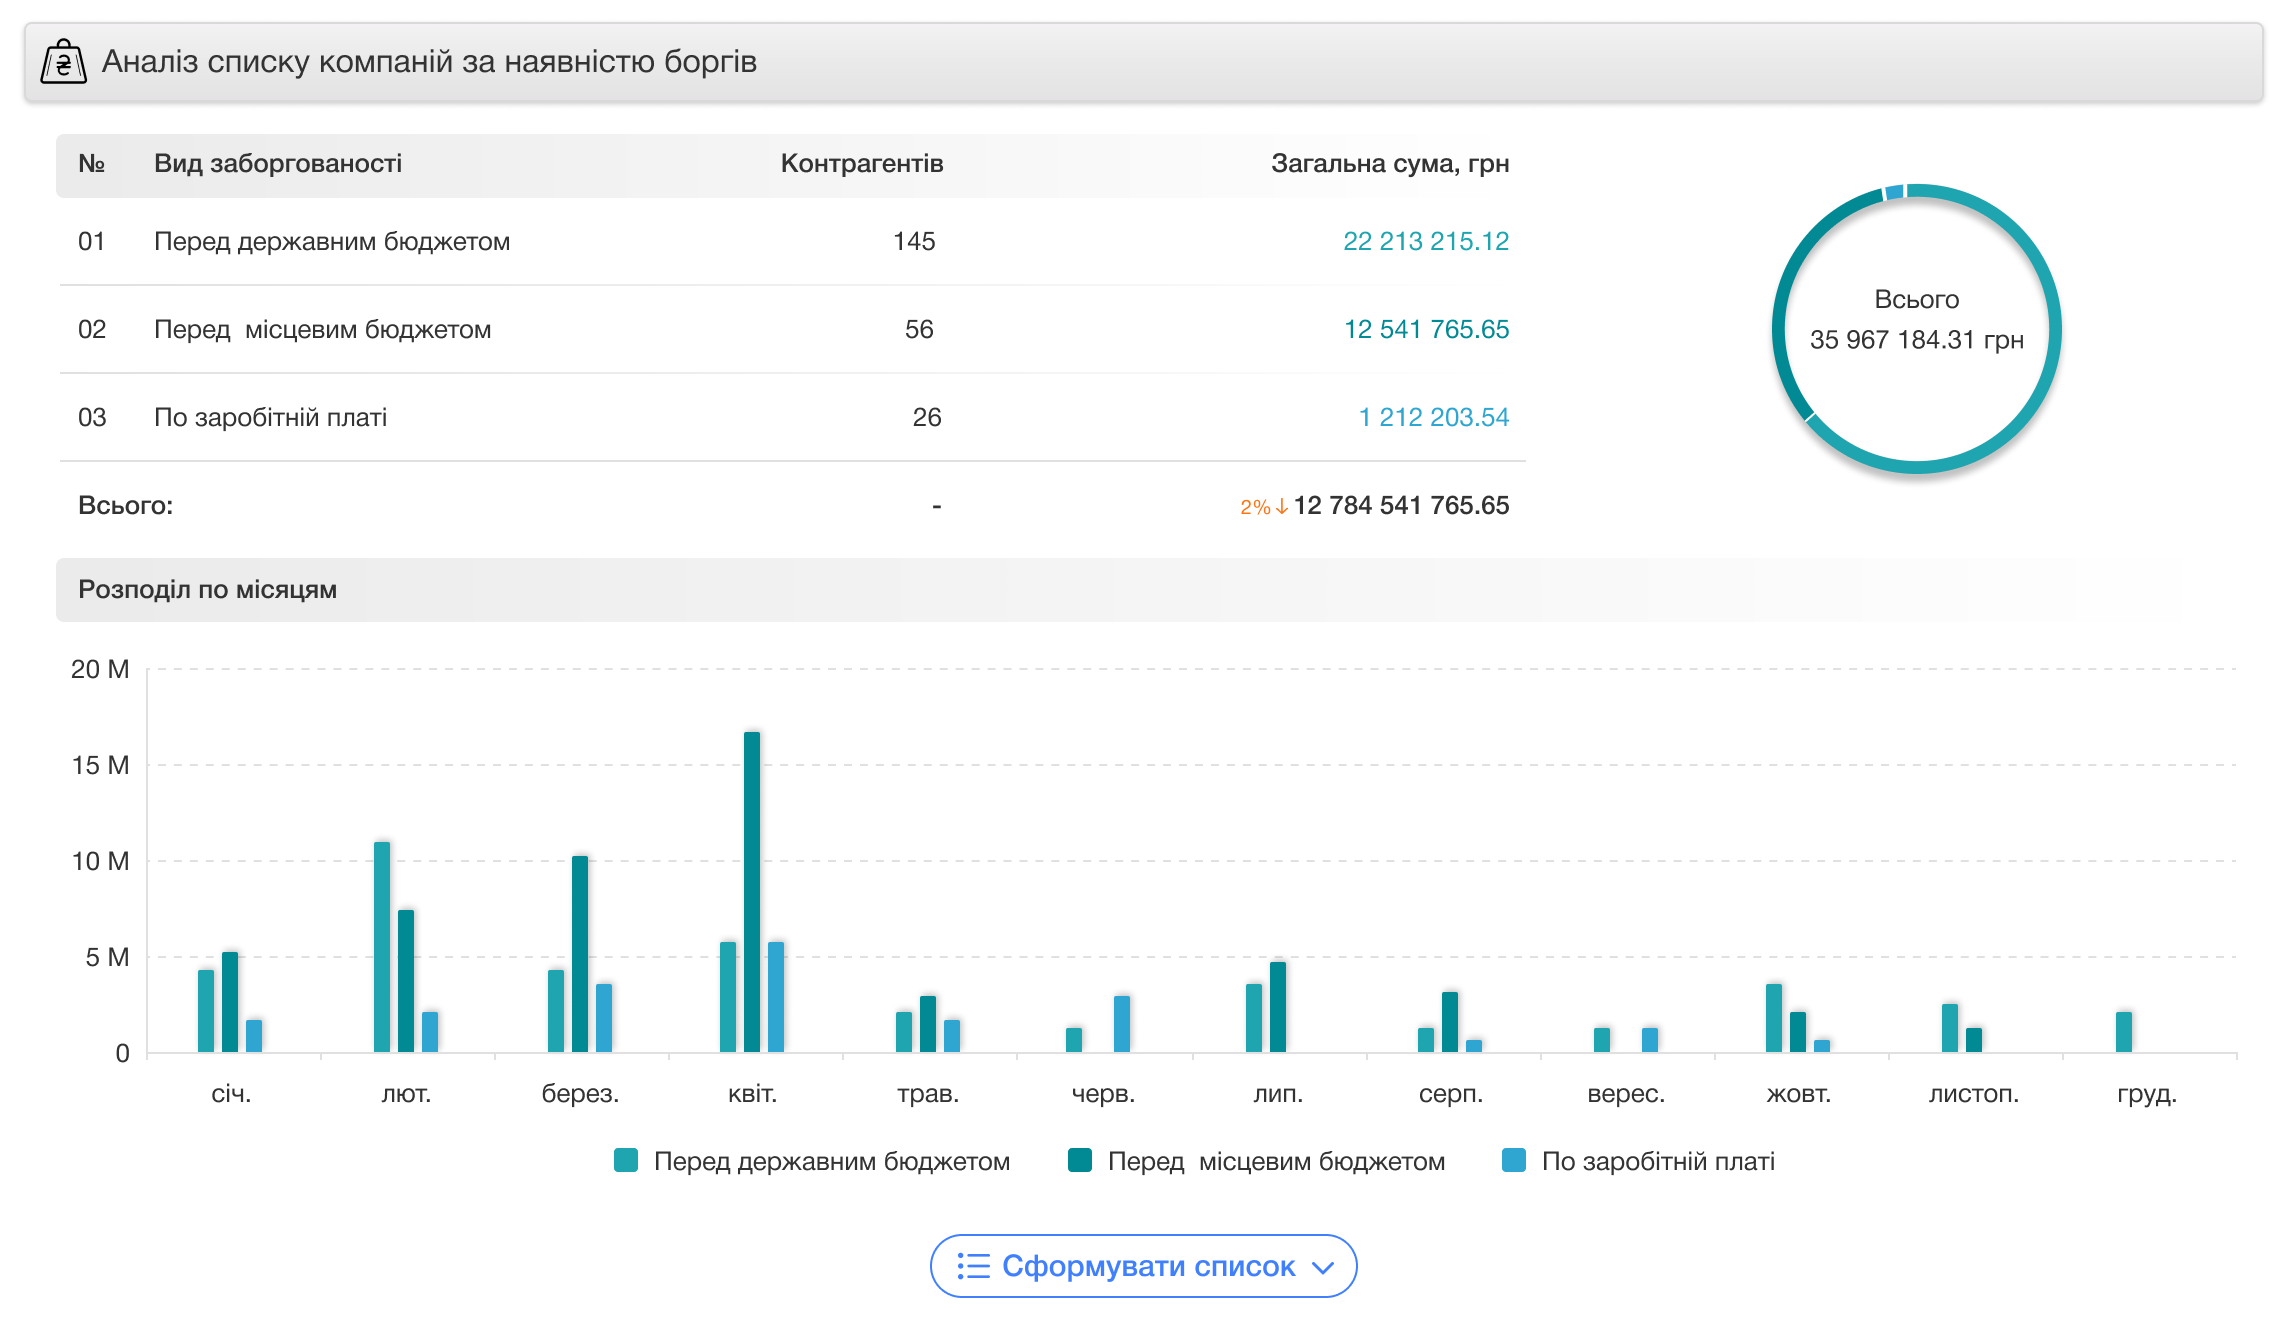 Аналіз списку компаній за наявністю боргів
№ Вид заборгованості Контрагентів Загальна сума, грн
01 Перед державним бюджетом 145 22 213 215.12
02 Перед  місцевим бюджетом 56 12 541 765.65
03 По заробітній платі 26 1 212 203.54
Всього: - 2%↓ 12 784 541 765.65
Всього
35 967 184.31 грн
Розподіл по місяцям
20 M
15 M
10 M
5 M
0
січ. лют. берез. квіт. трав. черв. лип. серп. верес. жовт. листоп. груд.
Перед державним бюджетом Перед  місцевим бюджетом По заробітній платі
Сформувати список